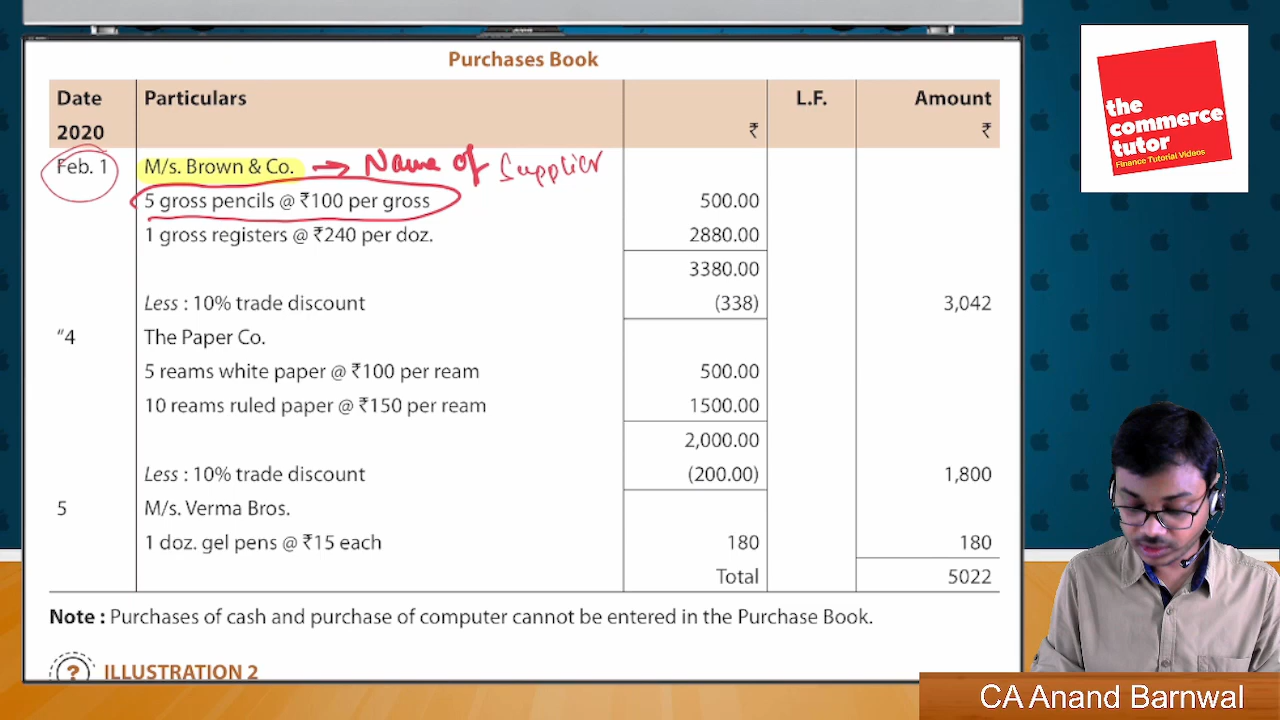 Purchases Book
Date Particulars L.F. Amount
2020 ₹ ₹
Feb. 1 M/s. Brown & Co. → Name of Supplier
5 gross pencils @ ₹100 per gross 500.00
1 gross registers @ ₹240 per doz. 2880.00
3380.00
Less : 10% trade discount (338) 3,042
"4 The Paper Co.
5 reams white paper @ ₹100 per ream 500.00
10 reams ruled paper @ ₹150 per ream 1500.00
2,000.00
Less : 10% trade discount (200.00) 1,800
5 M/s. Verma Bros.
1 doz. gel pens @ ₹15 each 180 180
Total 5022
Note : Purchases of cash and purchase of computer cannot be entered in the Purchase Book.
? ILLUSTRATION 2
the
commerce
tutor
Finance Tutorial Videos
CA Anand Barnwal